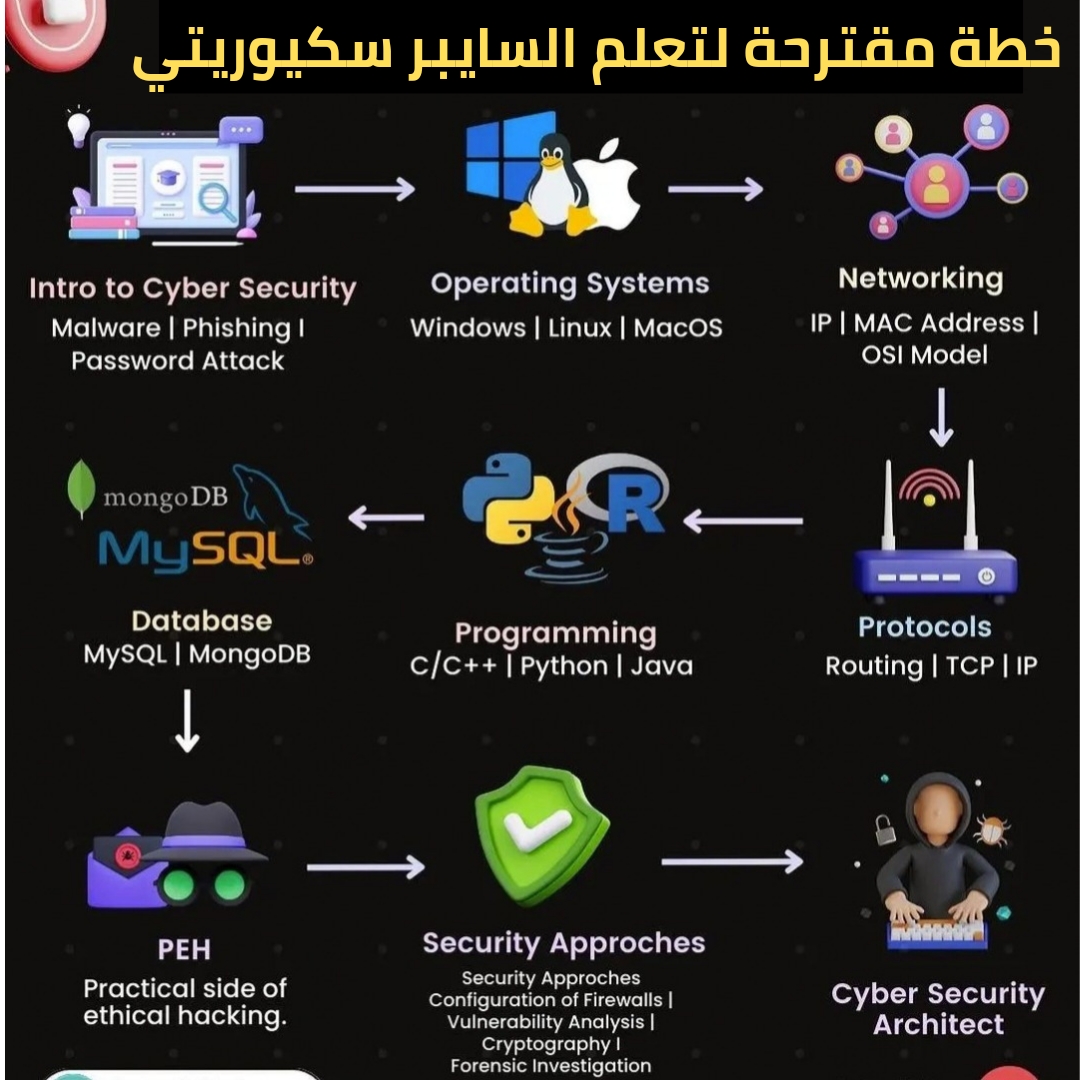 خطة مقترحة لتعلم السايبر سكيوريتي
Intro to Cyber Security
Malware | Phishing I
Password Attack
Operating Systems
Windows | Linux | MacOS
Networking
IP | MAC Address |
OSI Model
Protocols
Routing | TCP | IP
R
Programming
C/C++ | Python | Java
mongoDB
MySQL®
Database
MySQL | MongoDB
PEH
Practical side of
ethical hacking.
Security Approches
Security Approches
Configuration of Firewalls |
Vulnerability Analysis |
Cryptography I
Forensic Investigation
Cyber Security
Architect